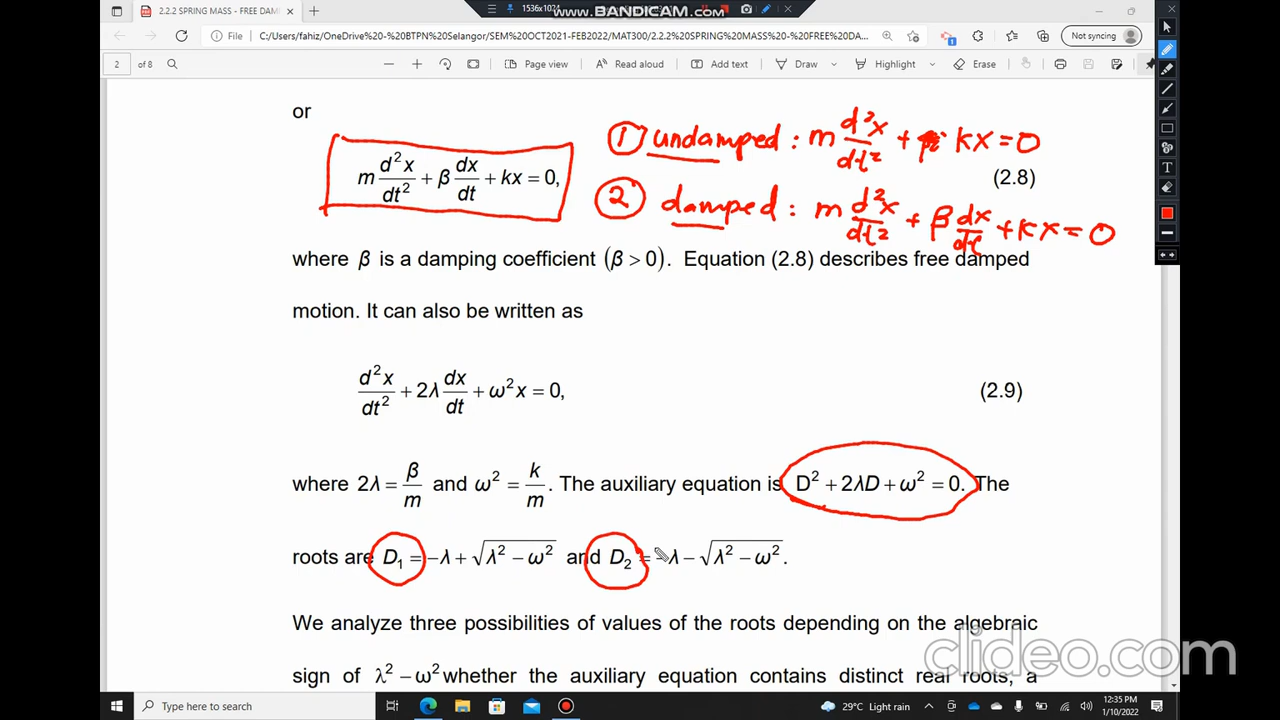 2.2.2 SPRING MASS - FREE DAM
1536x1024
www.BANDICAM.com
File
C:/Users/fahiz/OneDrive%20-%20BTPN%20Selangor/SEM%20OCT2021-FEB2022/MAT300/2.2.2%20SPRING%20MASS%20-%20FREE%20DA...
Not syncing
2 of 8
Page view
Read aloud
Add text
Draw
Highlight
Erase
or
① undamped : m d²x/dt² + kx = 0
m d²x/dt² + β dx/dt + kx = 0,
(2.8)
② damped : m d²x/dt² + β dx/dt + kx = 0
where β is a damping coefficient (β > 0). Equation (2.8) describes free damped
motion. It can also be written as
d²x/dt² + 2λ dx/dt + ω²x = 0,
(2.9)
where 2λ = β/m and ω² = k/m. The auxiliary equation is D² + 2λD + ω² = 0. The
roots are D₁ = −λ + √(λ² − ω²) and D₂ = −λ − √(λ² − ω²).
We analyze three possibilities of values of the roots depending on the algebraic
sign of λ² − ω² whether the auxiliary equation contains distinct real roots, a
clideo.com
Type here to search
29°C Light rain
12:35 PM
1/10/2022